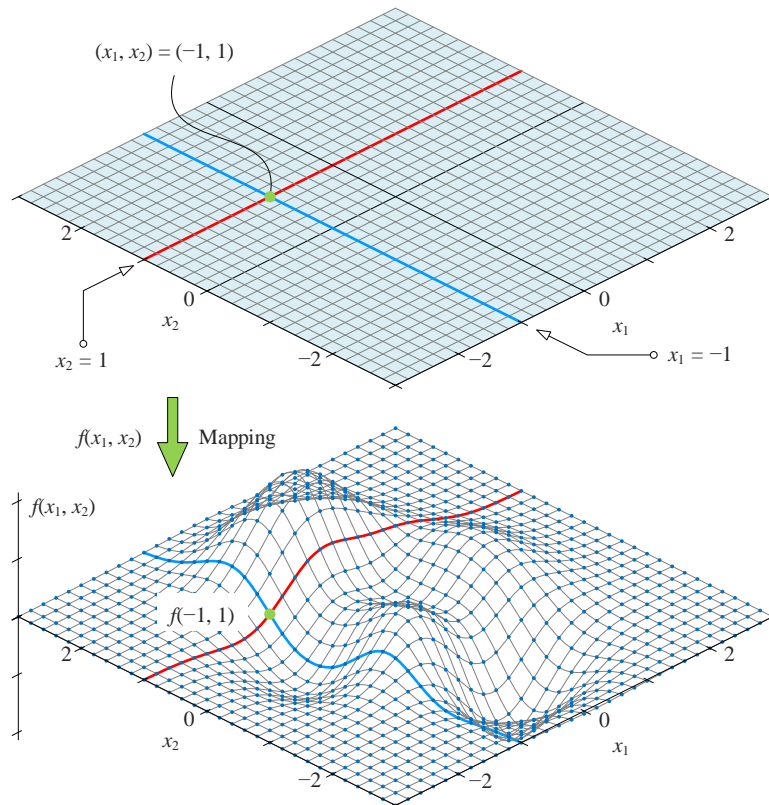 (x₁, x₂) = (−1, 1)
2
2
0
0
x₂
x₁
−2
−2
x₂ = 1
x₁ = −1
f(x₁, x₂) Mapping
f(x₁, x₂)
f(−1, 1)
2
2
0
0
x₂
x₁
−2
−2